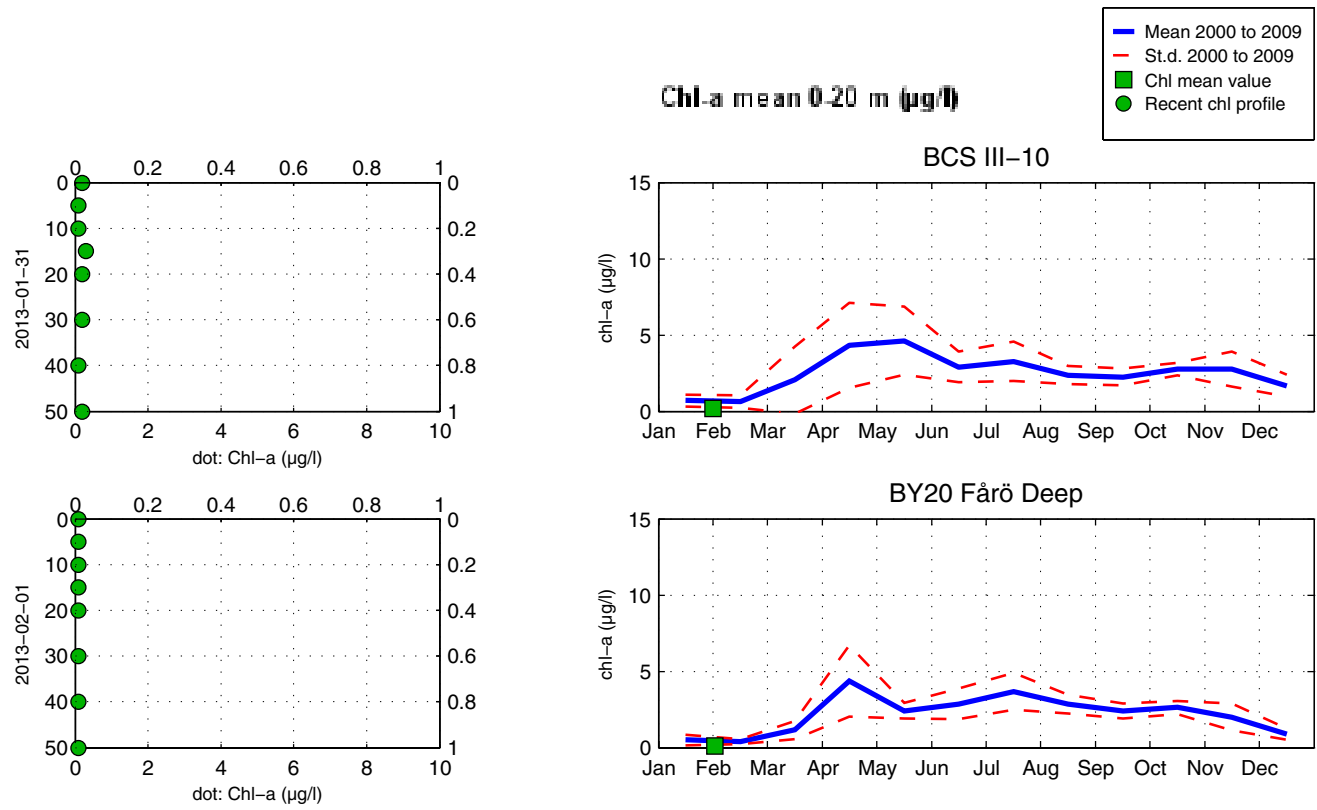 Mean 2000 to 2009
St.d. 2000 to 2009
Chl mean value
Recent chl profile
Chl-a mean 0-20 m (µg/l)
0 0.2 0.4 0.6 0.8 1
0 10 20 30 40 50
0 0.2 0.4 0.6 0.8 1
0 2 4 6 8 10
2013−01−31
dot: Chl−a (µg/l)
BCS III−10
15
10
5
0
chl−a (µg/l)
Jan Feb Mar Apr May Jun Jul Aug Sep Oct Nov Dec
0 0.2 0.4 0.6 0.8 1
0 10 20 30 40 50
0 0.2 0.4 0.6 0.8 1
0 2 4 6 8 10
2013−02−01
dot: Chl−a (µg/l)
BY20 Fårö Deep
15
10
5
0
chl−a (µg/l)
Jan Feb Mar Apr May Jun Jul Aug Sep Oct Nov Dec